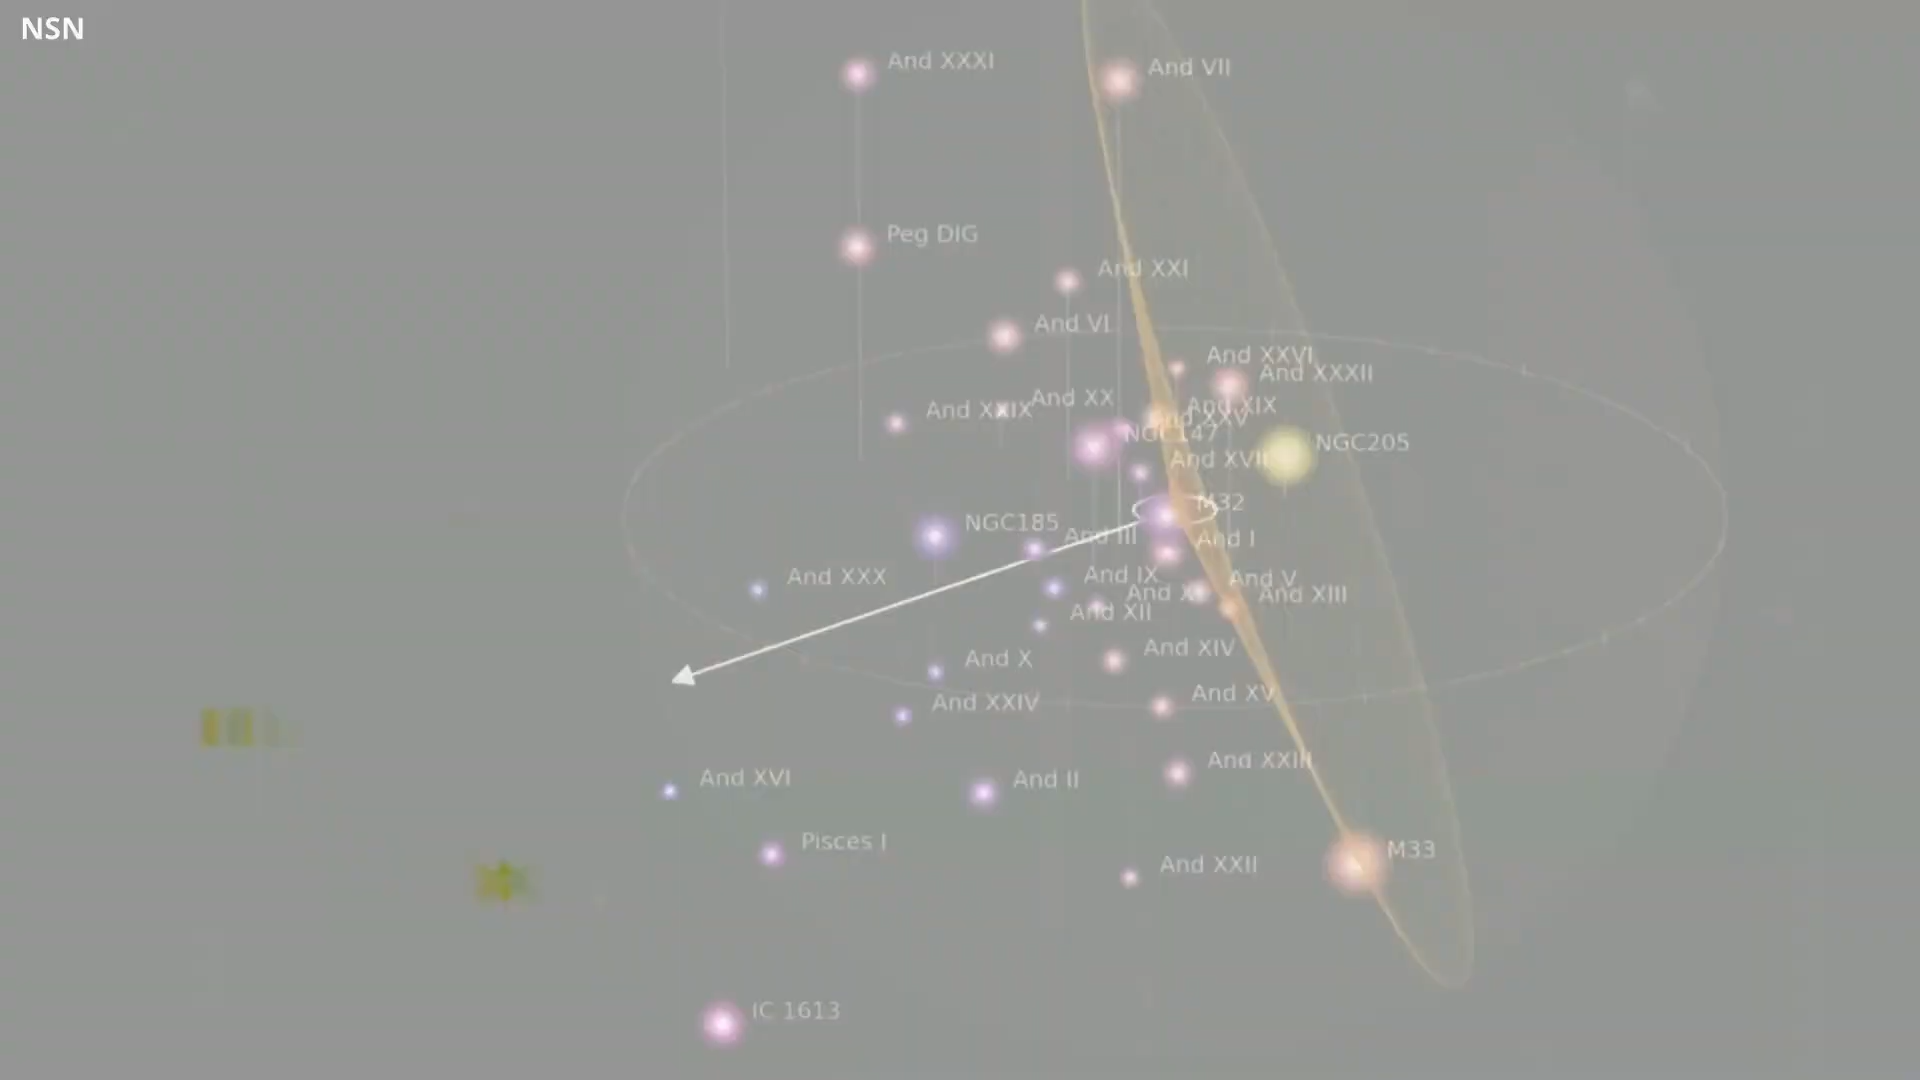 NSN
And XXXI
And VII
Peg DIG
And XXI
And VI
And XXVI
And XXXII
And XX
And XXIX
And XIX
And XXV
NGC147
NGC205
And XVII
M32
NGC185
And III
And I
And IX
And XXX
And V
And XIII
And XII
And XIV
And X
And XV
And XXIV
And XXIII
And XVI
And II
Pisces I
M33
And XXII
IC 1613